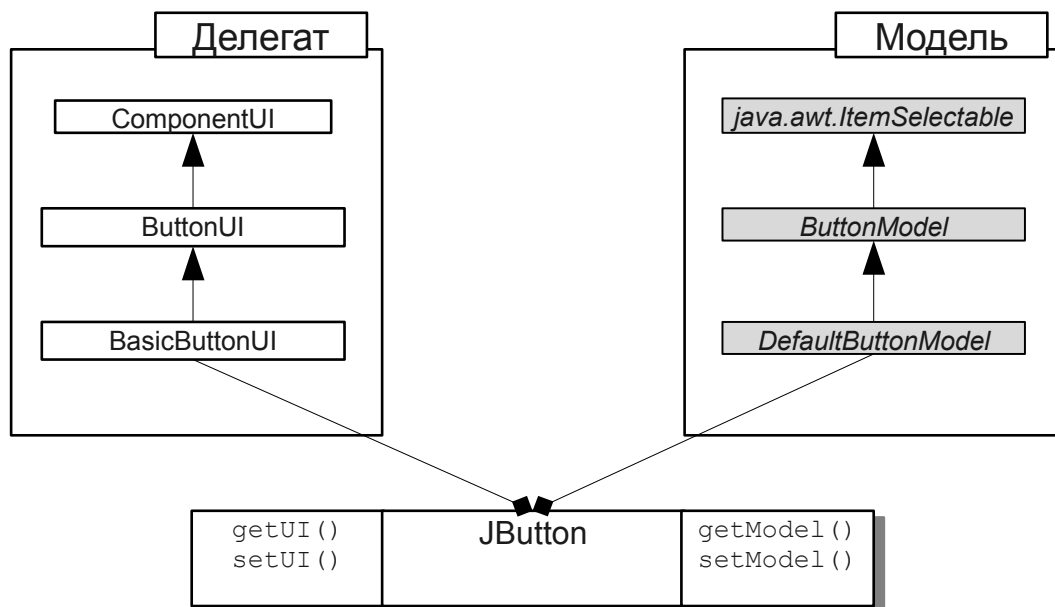 Делегат
ComponentUI
ButtonUI
BasicButtonUI
Модель
java.awt.ItemSelectable
ButtonModel
DefaultButtonModel
getUI()
setUI()
JButton
getModel()
setModel()